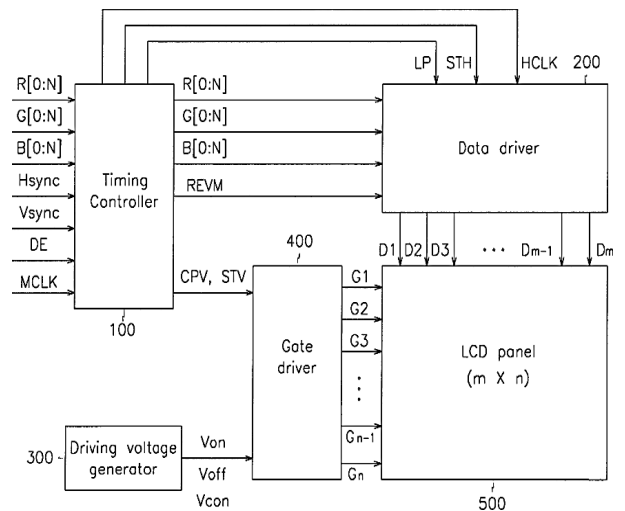 LP STH HCLK 200
R[0:N] R[0:N]
G[0:N] G[0:N]
B[0:N] B[0:N]
Hsync REVM
Vsync
DE
MCLK
Timing
Controller
100
Data driver
CPV, STV
400
D1 D2 D3 ... Dm-1 Dm
G1
G2
G3
Gn-1
Gn
Gate
driver
LCD panel
(m X n)
500
300
Driving voltage
generator
Von
Voff
Vcon